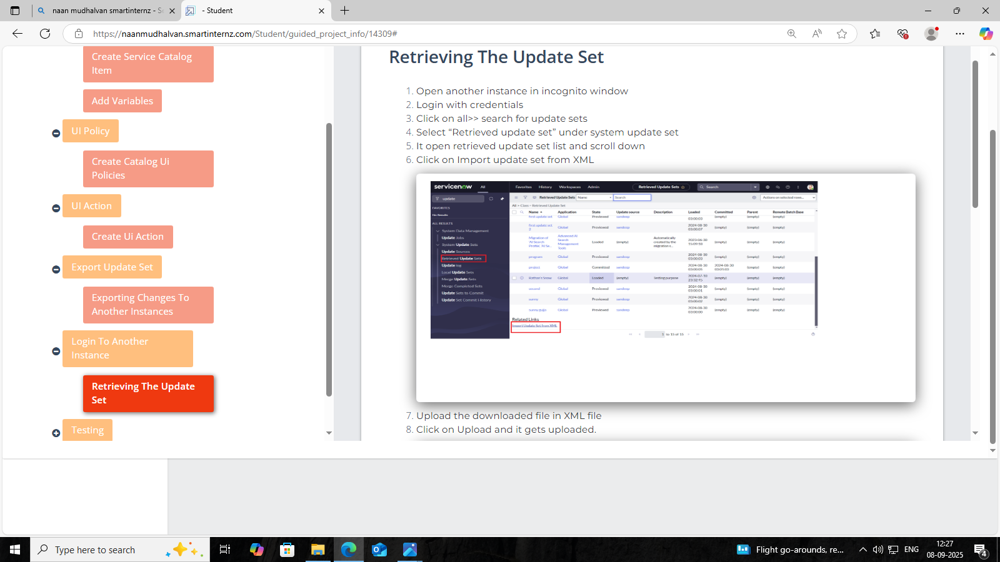 naan mudhalvan smartinternz - Se
- Student
https://naanmudhalvan.smartinternz.com/Student/guided_project_info/14309#
Create Service Catalog
Item
Add Variables
UI Policy
Create Catalog Ui
Policies
UI Action
Create Ui Action
Export Update Set
Exporting Changes To
Another Instances
Login To Another
Instance
Retrieving The Update
Set
Testing
Retrieving The Update Set
1. Open another instance in incognito window
2. Login with credentials
3. Click on all>> search for update sets
4. Select “Retrieved update set” under system update set
5. It open retrieved update set list and scroll down
6. Click on Import update set from XML
servicenow All Favorites History Workspaces Admin Retrieved Update Sets Search
update
Retrieved Update Sets Name Search Actions on selected rows...
FAVORITES
No Results
ALL RESULTS
System Data Management
Update Jobs
System Update Sets
Update Sources
Retrieved Update Sets
Update log
Local Update Sets
Merge Update Sets
Merge Completed Sets
Update Sets to Commit
Update Set Commit History
All > Class = Retrieved Update Set
Name Application State Update source Description Loaded Committed Parent Remote Batch Base
first update set Global Previewed sandeep 03:00:03 (empty) (empty) (empty)
first update set 2 Global Previewed sandeep 2024-08-30 03:00:07 (empty) (empty) (empty)
Migration of 'AI Search Profile', 'AI Se... Advanced AI Search Management Tools Loaded (empty) Automatically created by the migration s... 2023-06-30 15:09:18 (empty) (empty) (empty)
program Global Previewed sandeep 2024-08-30 03:00:03 (empty) (empty) (empty)
project Global Committed sandeep 2024-08-30 03:00:05 2024-08-30 03:01:03 (empty) (empty)
Rathan's Snow Global Loaded (empty) testing purpose 2024-07-10 23:32:45 (empty) (empty) (empty)
second Global Previewed sandeep 2024-08-30 03:00:01 (empty) (empty) (empty)
sunny Global Previewed sandeep 2024-08-30 03:00:02 (empty) (empty) (empty)
sunny gujja Global Previewed sandeep 2024-08-30 03:00:00 (empty) (empty) (empty)
Related Links
Import Update Set from XML
1 to 15 of 15
7. Upload the downloaded file in XML file
8. Click on Upload and it gets uploaded.
Type here to search
Flight go-arounds, re...
ENG
12:27
08-09-2025
4